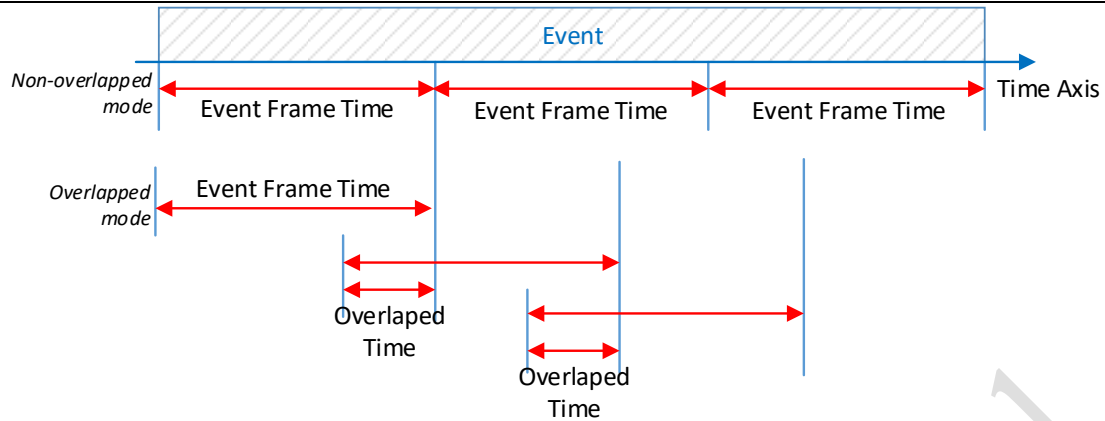 Event
Non-overlapped
mode
Time Axis
Event Frame Time
Event Frame Time
Event Frame Time
Overlapped
mode
Event Frame Time
Overlaped
Time
Overlaped
Time